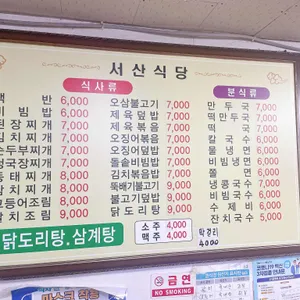 서산식당
식사류
백반 6,000
비빔밥 6,000
된장찌개 7,000
김치찌개 7,000
순두부찌개 7,000
청국장찌개 7,000
동태찌개 8,000
고등어조림 9,000
갈치조림 9,000
오삼불고기 9,000
제육덮밥 7,000
제육볶음 7,000
오징어덮밥 7,000
오징어볶음 7,000
돌솥비빔밥 7,000
김치볶음밥 7,000
뚝배기불고기 9,000
불고기덮밥 9,000
닭도리탕 9,000
분식류
만두국 7,000
떡만두국 7,000
떡국 7,000
칼국수 6,000
물냉면 6,000
비빔냉면 6,000
쫄면 6,000
냉콩국수 6,000
비빔국수 6,000
수제비 6,000
잔치국수 5,000
닭도리탕.삼계탕
소주 4,000
맥주 4,000
막걸리
4000
금연
NO SMOKING